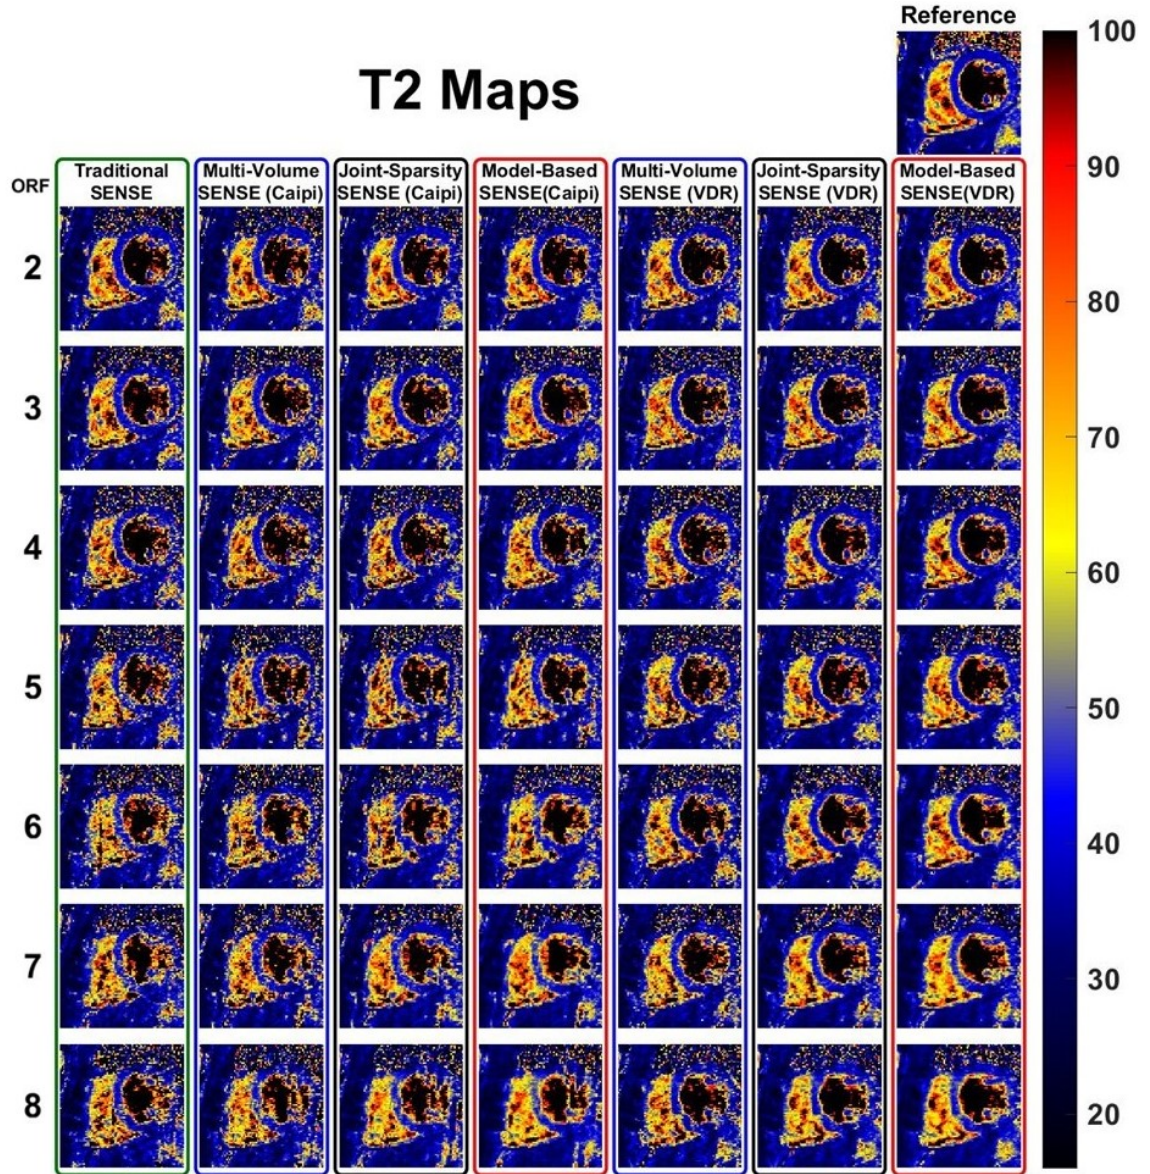 Reference
T2 Maps
ORF
Traditional
SENSE
Multi-Volume
SENSE (Caipi)
Joint-Sparsity
SENSE (Caipi)
Model-Based
SENSE(Caipi)
Multi-Volume
SENSE (VDR)
Joint-Sparsity
SENSE (VDR)
Model-Based
SENSE(VDR)
2
3
4
5
6
7
8
100
90
80
70
60
50
40
30
20